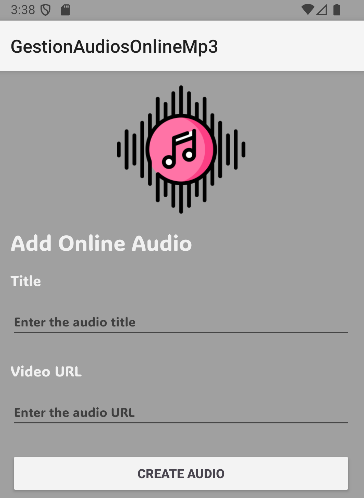 3:38
GestionAudiosOnlineMp3
Add Online Audio
Title
Enter the audio title
Video URL
Enter the audio URL
CREATE AUDIO